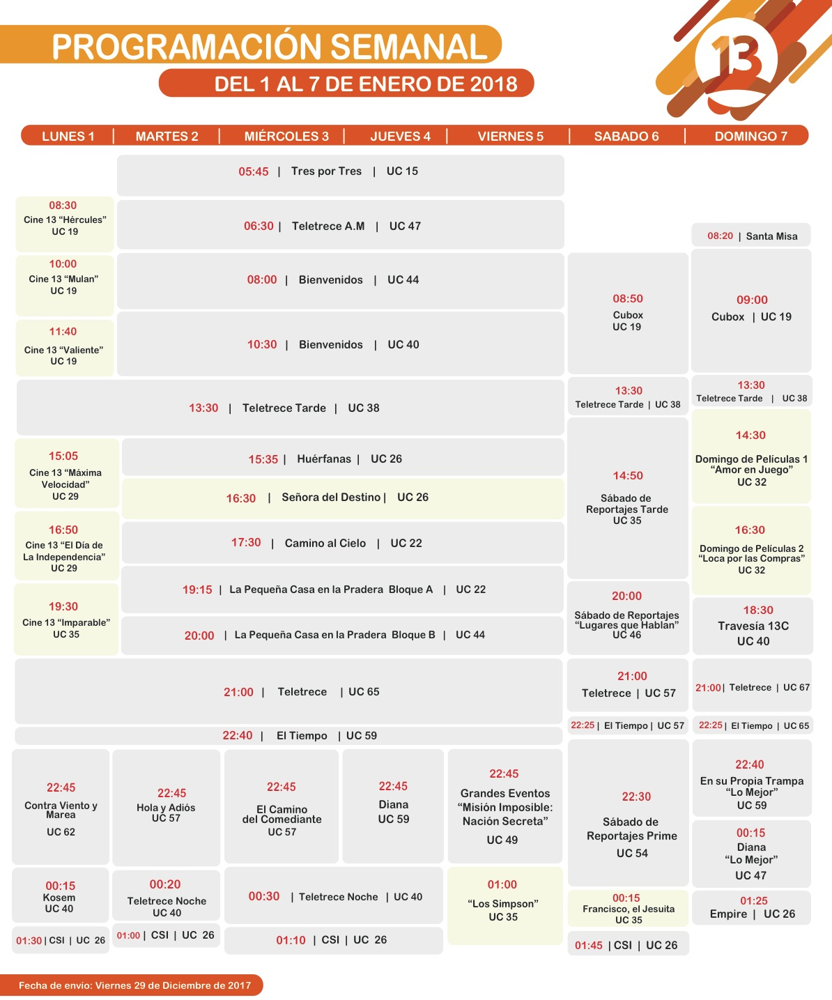 PROGRAMACIÓN SEMANAL
DEL 1 AL 7 DE ENERO DE 2018
13
LUNES 1 | MARTES 2 | MIÉRCOLES 3 | JUEVES 4 | VIERNES 5 | SABADO 6 | DOMINGO 7
05:45 | Tres por Tres | UC 15
08:30
Cine 13 “Hércules”
UC 19
06:30 | Teletrece A.M | UC 47
08:20 | Santa Misa
10:00
Cine 13 “Mulan”
UC 19
08:00 | Bienvenidos | UC 44
08:50
Cubox
UC 19
09:00
Cubox | UC 19
11:40
Cine 13 “Valiente”
UC 19
10:30 | Bienvenidos | UC 40
13:30 | Teletrece Tarde | UC 38
13:30
Teletrece Tarde | UC 38
13:30
Teletrece Tarde | UC 38
15:05
Cine 13 “Máxima
Velocidad”
UC 29
15:35 | Huérfanas | UC 26
16:30 | Señora del Destino | UC 26
14:50
Sábado de
Reportajes Tarde
UC 35
14:30
Domingo de Películas 1
“Amor en Juego”
UC 32
16:50
Cine 13 “El Día de
La Independencia”
UC 29
17:30 | Camino al Cielo | UC 22
16:30
Domingo de Películas 2
“Loca por las Compras”
UC 32
19:30
Cine 13 “Imparable”
UC 35
19:15 | La Pequeña Casa en la Pradera Bloque A | UC 22
20:00 | La Pequeña Casa en la Pradera Bloque B | UC 44
20:00
Sábado de Reportajes
“Lugares que Hablan”
UC 46
18:30
Travesía 13C
UC 40
21:00 | Teletrece | UC 65
21:00
Teletrece | UC 57
21:00 | Teletrece | UC 67
22:40 | El Tiempo | UC 59
22:25 | El Tiempo | UC 57
22:25 | El Tiempo | UC 65
22:45
Contra Viento y
Marea
UC 62
22:45
Hola y Adiós
UC 57
22:45
El Camino
del Comediante
UC 57
22:45
Diana
UC 59
22:45
Grandes Eventos
“Misión Imposible:
Nación Secreta”
UC 49
22:30
Sábado de
Reportajes Prime
UC 54
22:40
En su Propia Trampa
“Lo Mejor”
UC 59
00:15
Diana
“Lo Mejor”
UC 47
00:15
Kosem
UC 40
00:20
Teletrece Noche
UC 40
00:30 | Teletrece Noche | UC 40
01:00
“Los Simpson”
UC 35
00:15
Francisco, el Jesuita
UC 35
01:25
Empire | UC 26
01:30 | CSI | UC 26
01:00 | CSI | UC 26
01:10 | CSI | UC 26
01:45 | CSI | UC 26
Fecha de envío: Viernes 29 de Diciembre de 2017